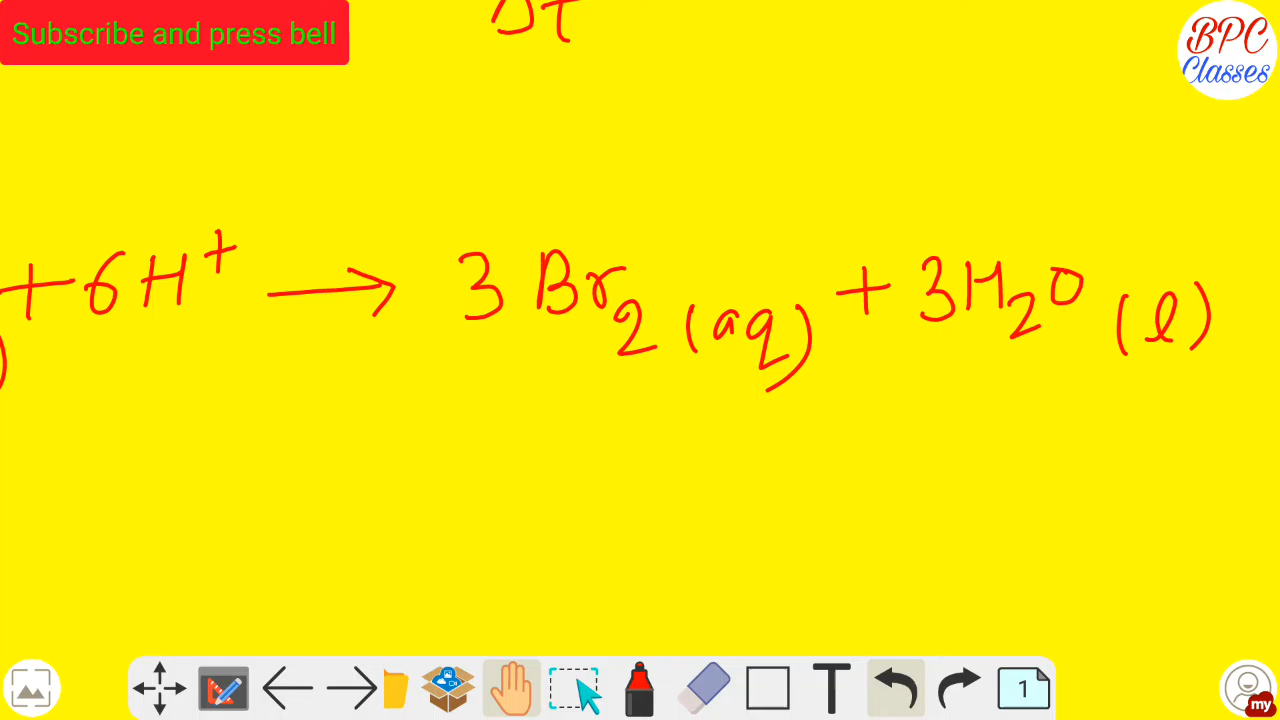 Subscribe and press bell
BPC
Classes
+ 6H⁺ → 3Br₂(aq) + 3H₂O(l)
T
1
my